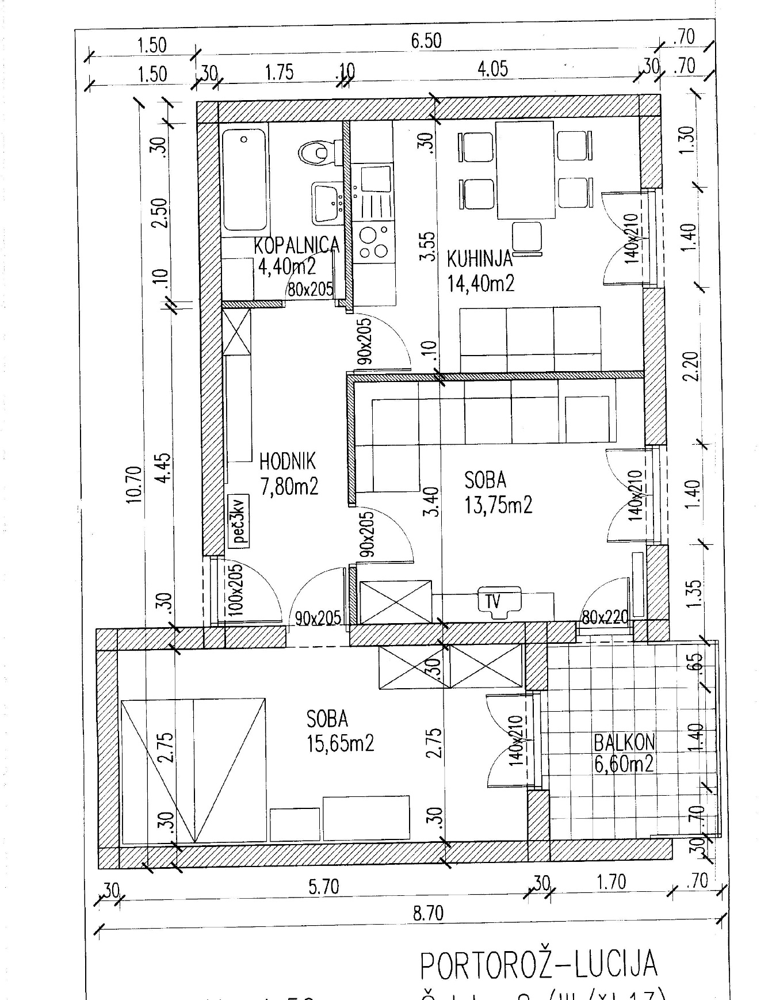 1.50
6.50
.70
1.50
.30
1.75
.10
4.05
.30
.70
.30
2.50
.10
4.45
10.70
.30
2.75
.30
.30
3.55
.10
3.40
.30
2.75
.30
1.30
1.40
2.20
1.40
1.35
.65
1.40
.70
.30
KOPALNICA
4,40m2
80x205
KUHINJA
14,40m2
140x210
90x205
HODNIK
7,80m2
peč3kv
SOBA
13,75m2
140x210
90x205
100x205
90x205
TV
80x220
SOBA
15,65m2
140x210
BALKON
6,60m2
.30
5.70
.30
1.70
.70
8.70
PORTOROŽ-LUCIJA